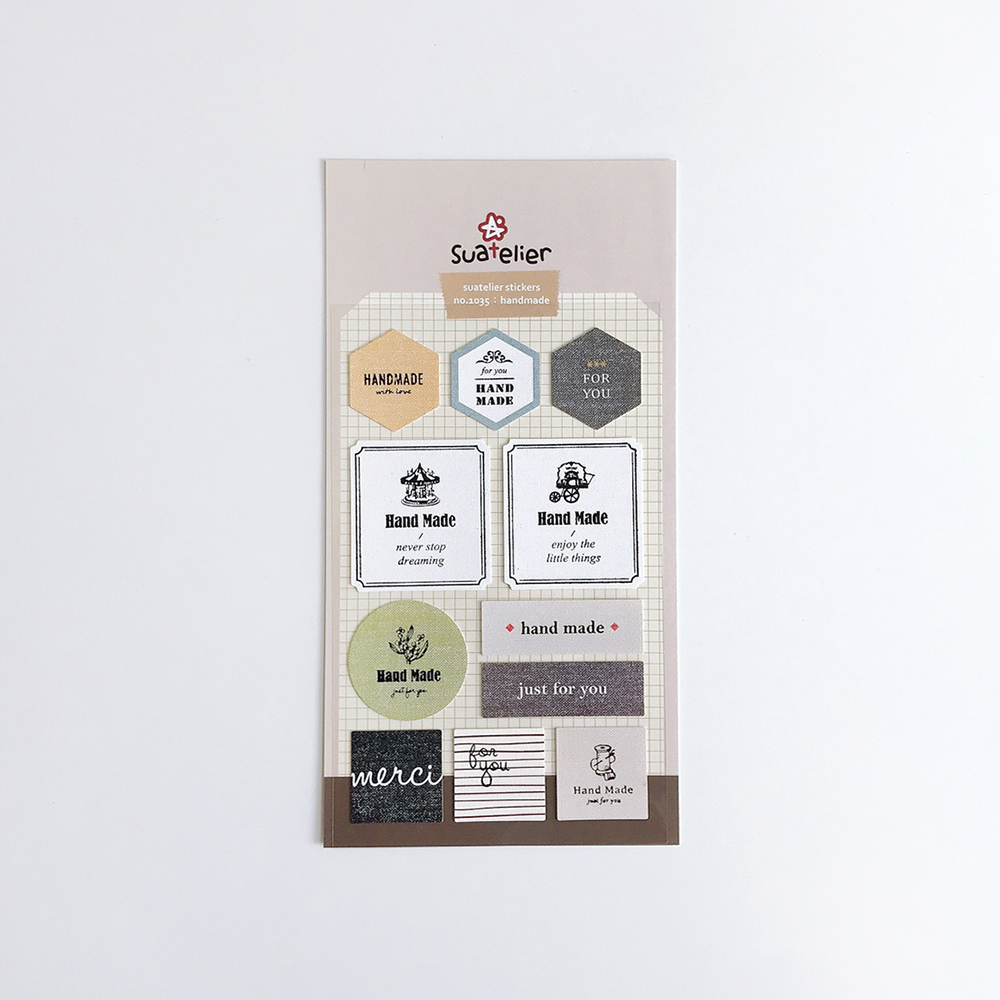 suatelier
suatelier stickers
no.1035 : handmade
HANDMADE
with love
for you
HAND
MADE
FOR
YOU
Hand Made
never stop
dreaming
Hand Made
enjoy the
little things
Hand Made
just for you
hand made
just for you
merci
for
you
Hand Made
just for you